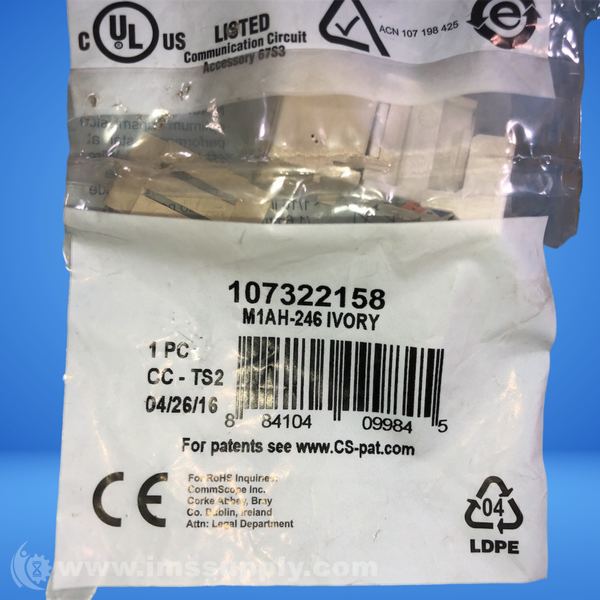 C UL US
LISTED
Communication Circuit
Accessory 67S3
ACN 107 198 425
e
107322158
M1AH-246 IVORY
1 PC
CC - TS2
04/26/16
8 84104 09984 5
For patents see www.CS-pat.com
CE
For RoHS Inquiries:
CommScope Inc.
Corke Abbey, Bray
Co. Dublin, Ireland
Attn: Legal Department
04
LDPE
www.imssupply.com